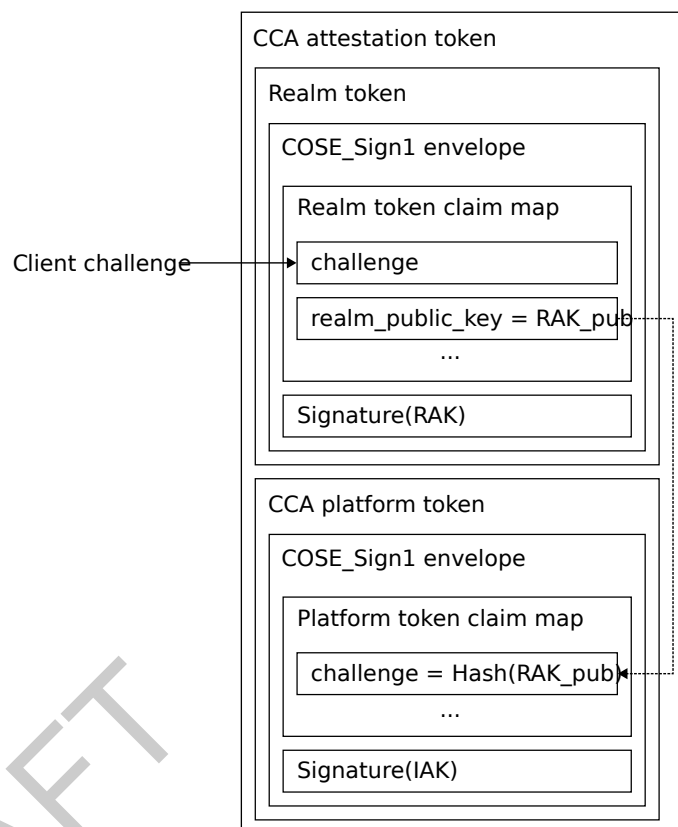 CCA attestation token
Realm token
COSE_Sign1 envelope
Realm token claim map
Client challenge
challenge
realm_public_key = RAK_pub
...
Signature(RAK)
CCA platform token
COSE_Sign1 envelope
Platform token claim map
challenge = Hash(RAK_pub)
...
Signature(IAK)
FT